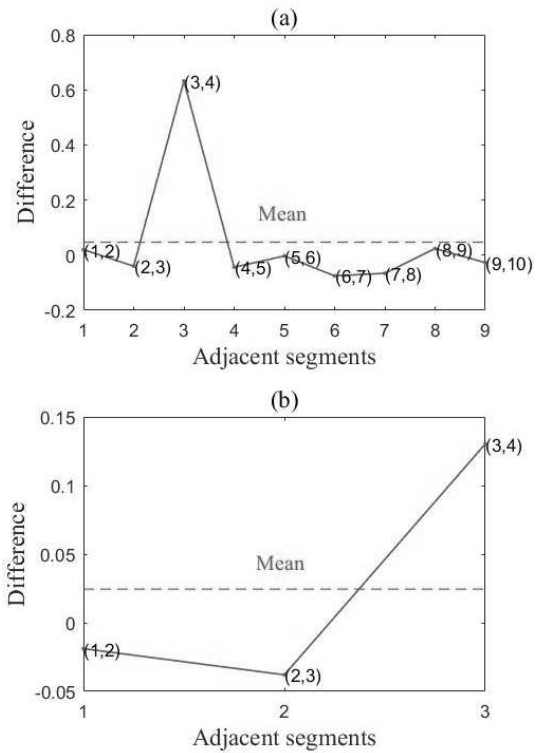 (a)
0.8
0.6
0.4
0.2
0
-0.2
Difference
Mean
(1,2)
(2,3)
(3,4)
(4,5)
(5,6)
(6,7)
(7,8)
(8,9)
(9,10)
1 2 3 4 5 6 7 8 9
Adjacent segments
(b)
0.15
0.1
0.05
0
-0.05
Difference
Mean
(1,2)
(2,3)
(3,4)
1 2 3
Adjacent segments